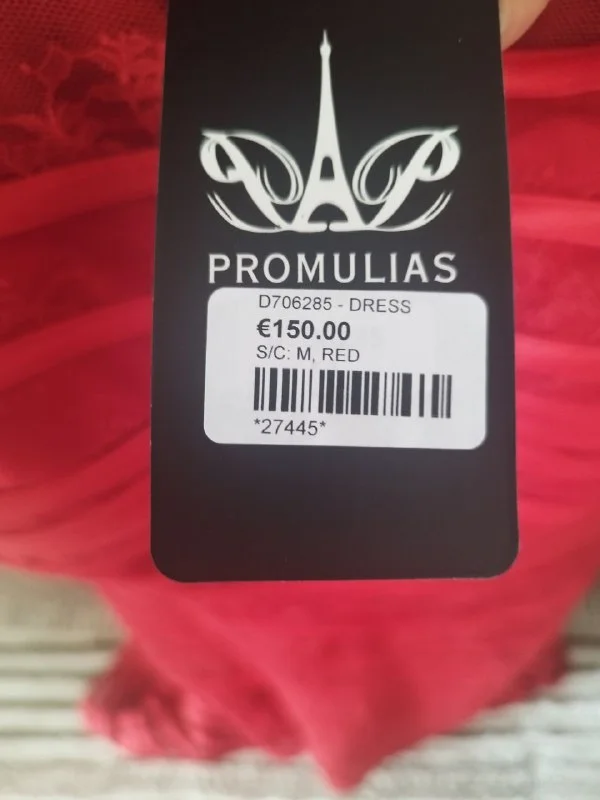 PROMULIAS
D706285 - DRESS
€150.00
S/C: M, RED
*27445*